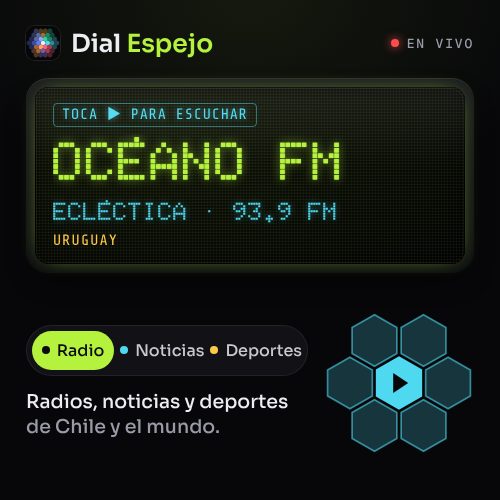 Dial Espejo
EN VIVO
TOCA ▶ PARA ESCUCHAR
OCÉANO FM
ECLÉCTICA · 93.9 FM
URUGUAY
Radio Noticias Deportes
Radios, noticias y deportes
de Chile y el mundo.